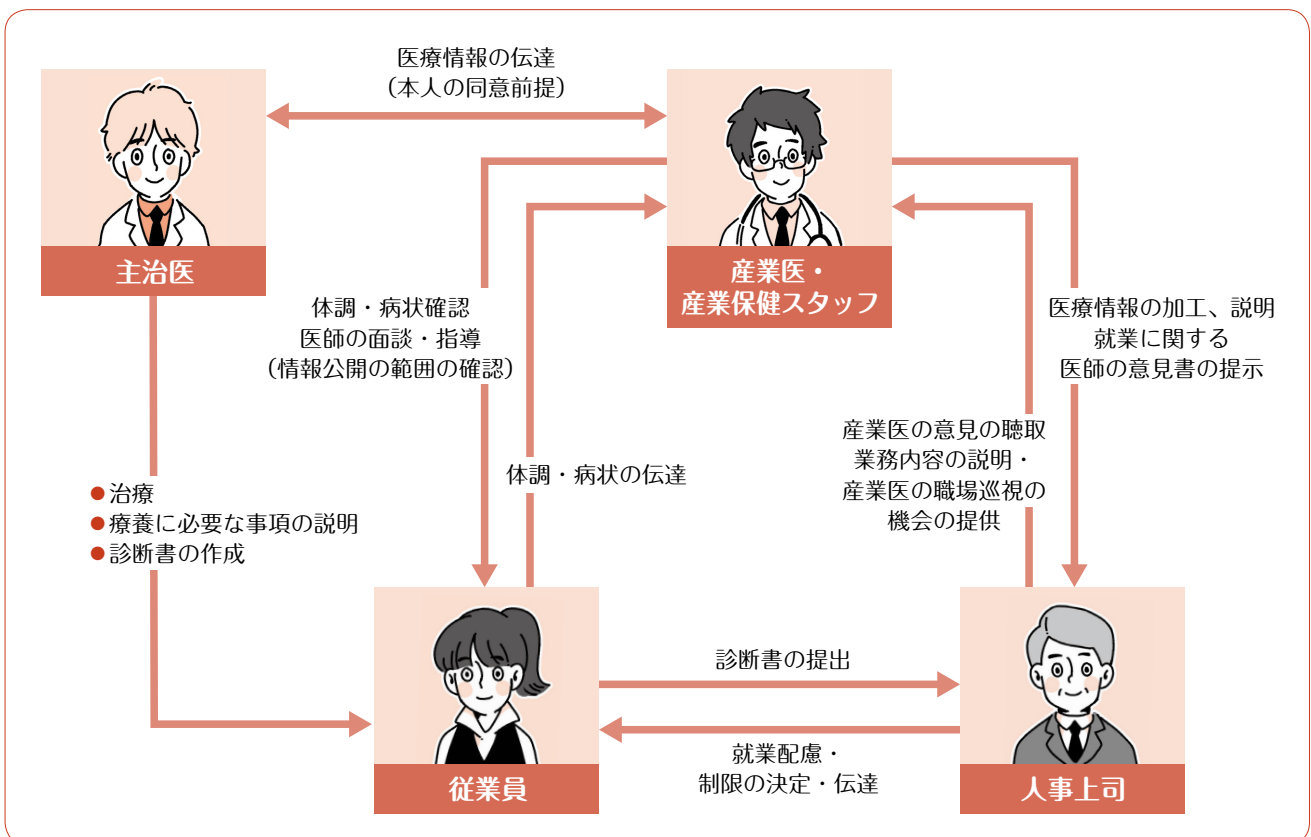 医療情報の伝達
（本人の同意前提）
主治医
産業医・
産業保健スタッフ
体調・病状確認
医師の面談・指導
（情報公開の範囲の確認）
医療情報の加工、説明
就業に関する
医師の意見書の提示
産業医の意見の聴取
業務内容の説明・
産業医の職場巡視の
機会の提供
体調・病状の伝達
●治療
●療養に必要な事項の説明
●診断書の作成
診断書の提出
就業配慮・
制限の決定・伝達
従業員
人事上司